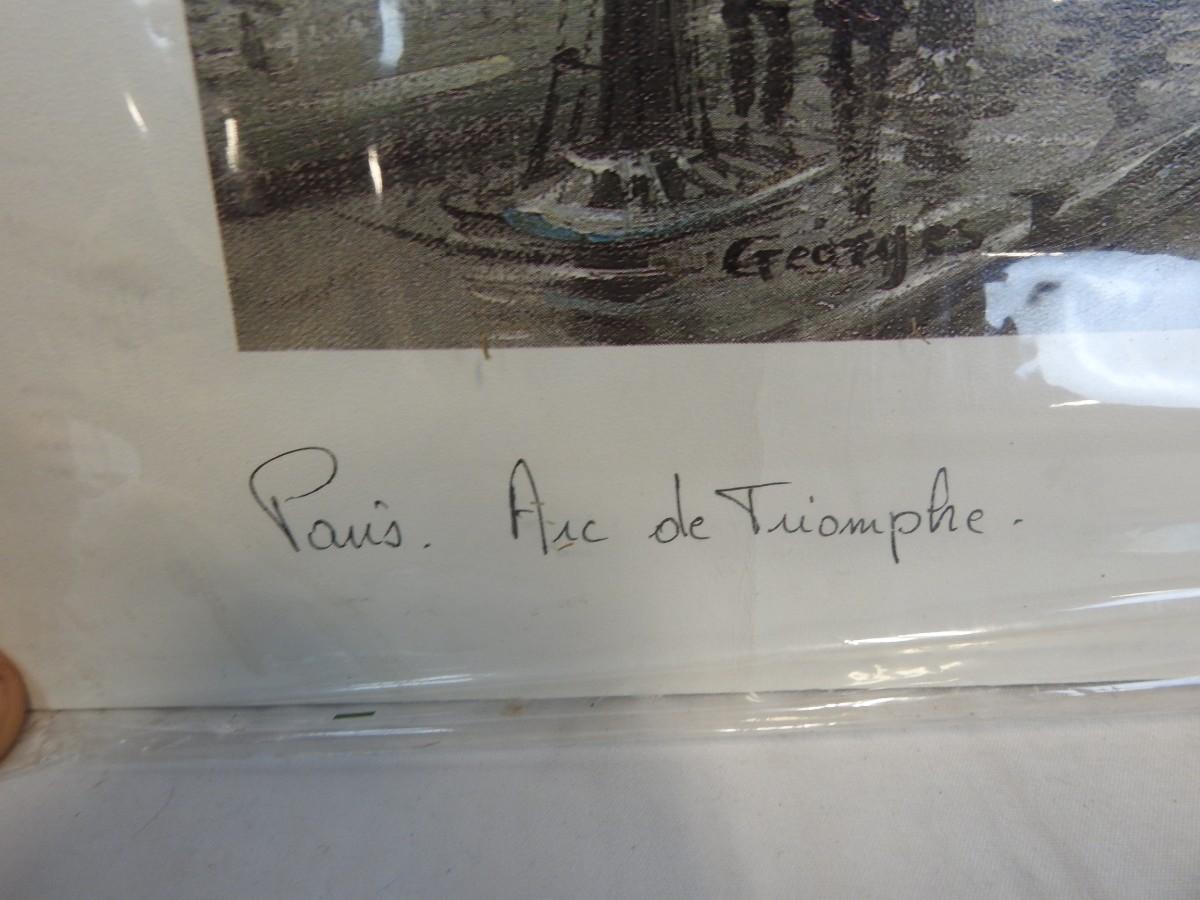 Georges
Paris. Arc de Triomphe.